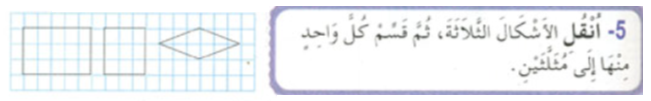 5- أُنْقُلِ الأَشْكَالَ الثَّلَاثَةَ، ثُمَّ قَسِّمْ كُلَّ وَاحِدٍ
مِنْهَا إِلَى مُثَلَّثَيْنِ.